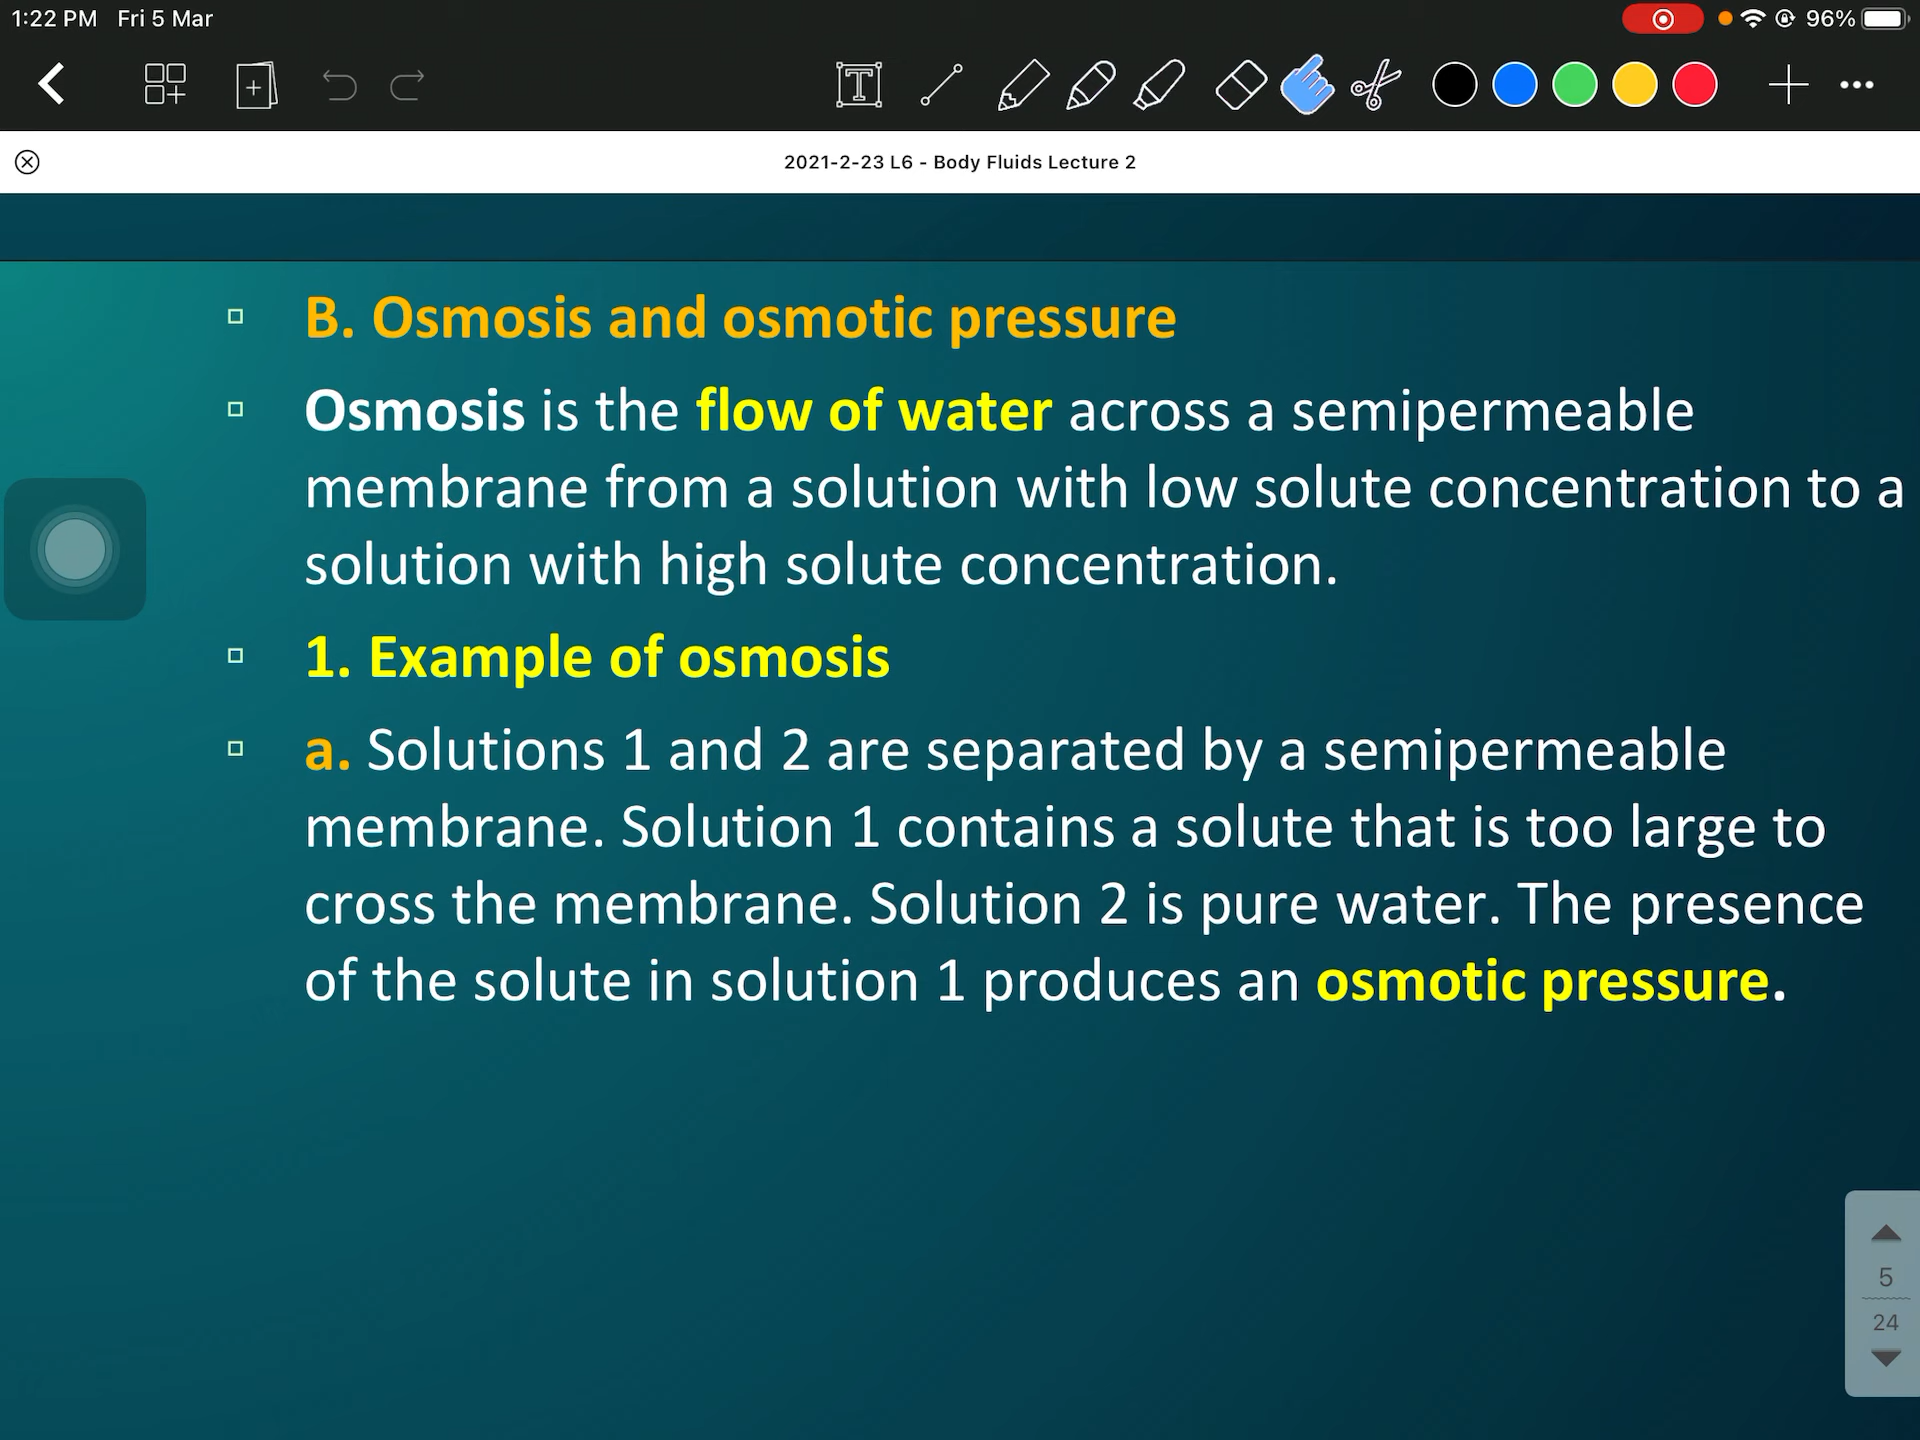 1:22 PM Fri 5 Mar 96%
T
2021-2-23 L6 - Body Fluids Lecture 2
B. Osmosis and osmotic pressure
Osmosis is the flow of water across a semipermeable
membrane from a solution with low solute concentration to a
solution with high solute concentration.
1. Example of osmosis
a. Solutions 1 and 2 are separated by a semipermeable
membrane. Solution 1 contains a solute that is too large to
cross the membrane. Solution 2 is pure water. The presence
of the solute in solution 1 produces an osmotic pressure.
5
24